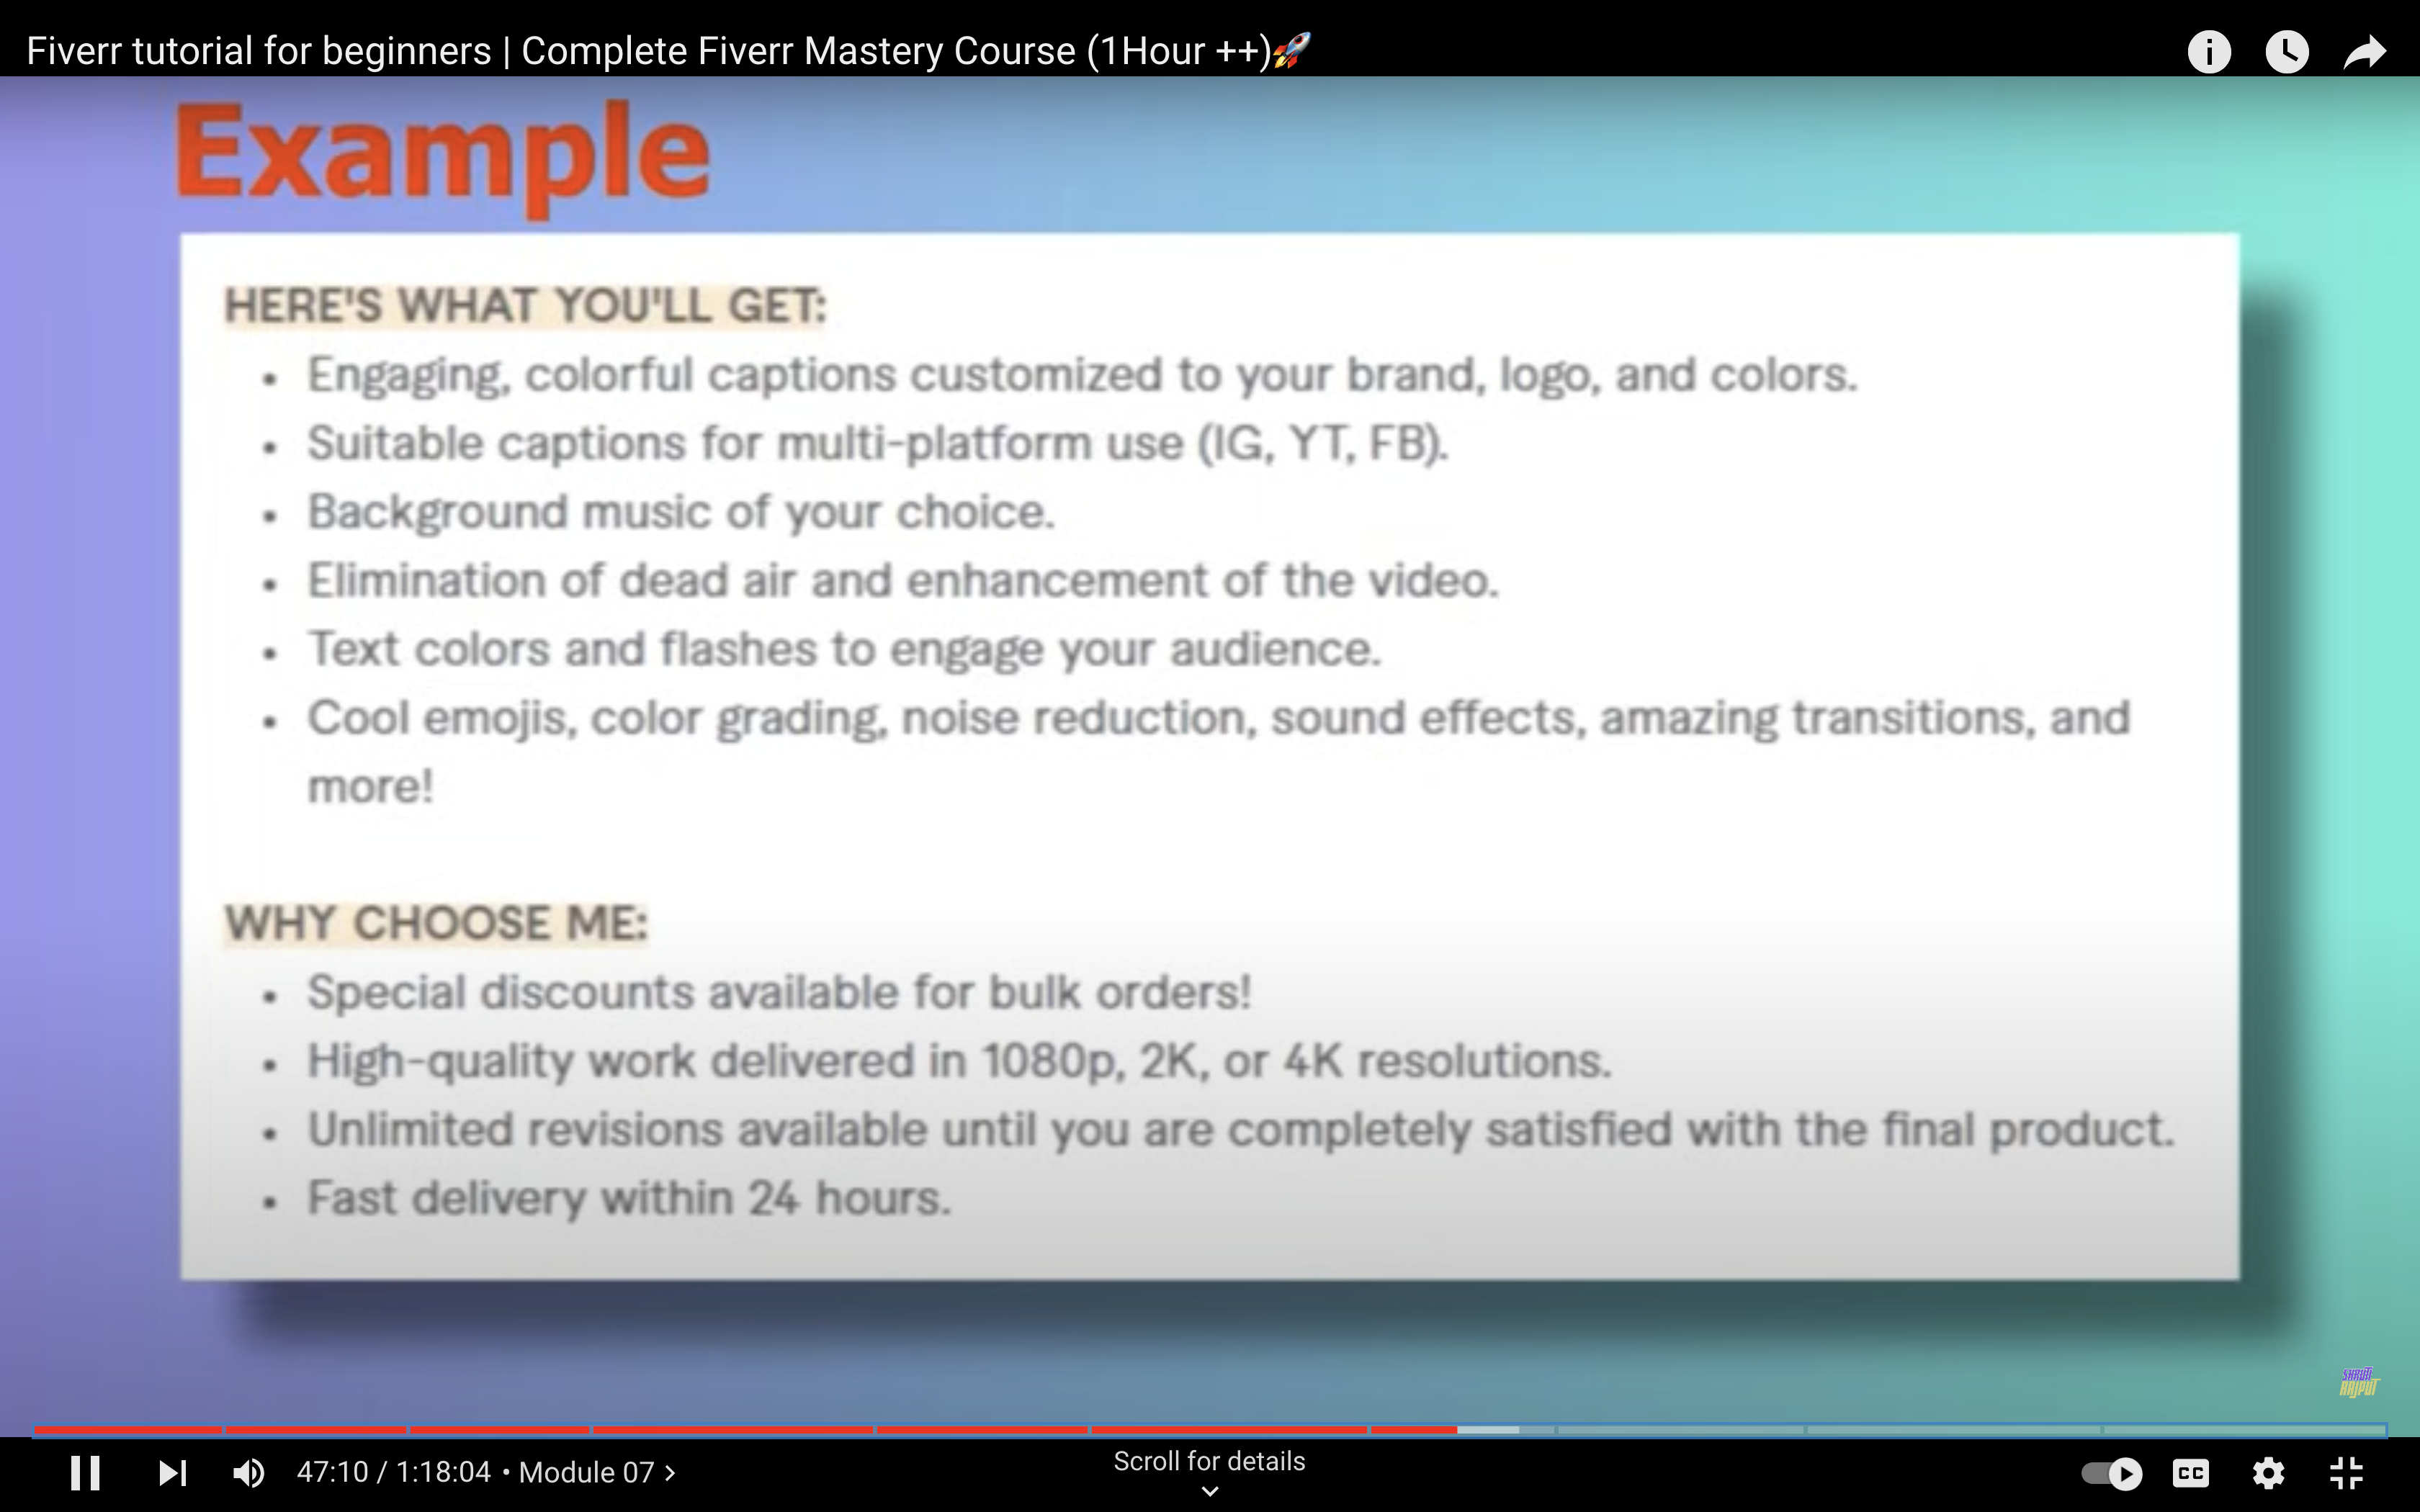 Fiverr tutorial for beginners | Complete Fiverr Mastery Course (1Hour ++)🚀
Example
HERE'S WHAT YOU'LL GET:
• Engaging, colorful captions customized to your brand, logo, and colors.
• Suitable captions for multi-platform use (IG, YT, FB).
• Background music of your choice.
• Elimination of dead air and enhancement of the video.
• Text colors and flashes to engage your audience.
• Cool emojis, color grading, noise reduction, sound effects, amazing transitions, and
more!
WHY CHOOSE ME:
• Special discounts available for bulk orders!
• High-quality work delivered in 1080p, 2K, or 4K resolutions.
• Unlimited revisions available until you are completely satisfied with the final product.
• Fast delivery within 24 hours.
SHRUTI
RAJPUT
47:10 / 1:18:04 • Module 07 >
Scroll for details
CC